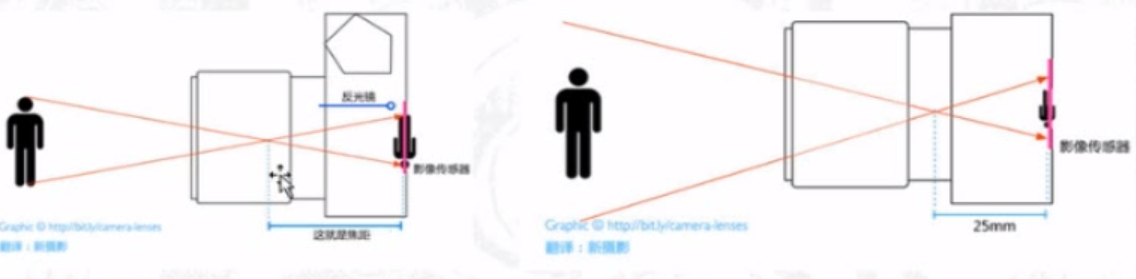 反光镜
影像传感器
Graphic © http://bit.ly/camera-lenses
翻译：新摄影
这就是焦距
影像传感器
Graphic © http://bit.ly/camera-lenses
翻译：新摄影
25mm